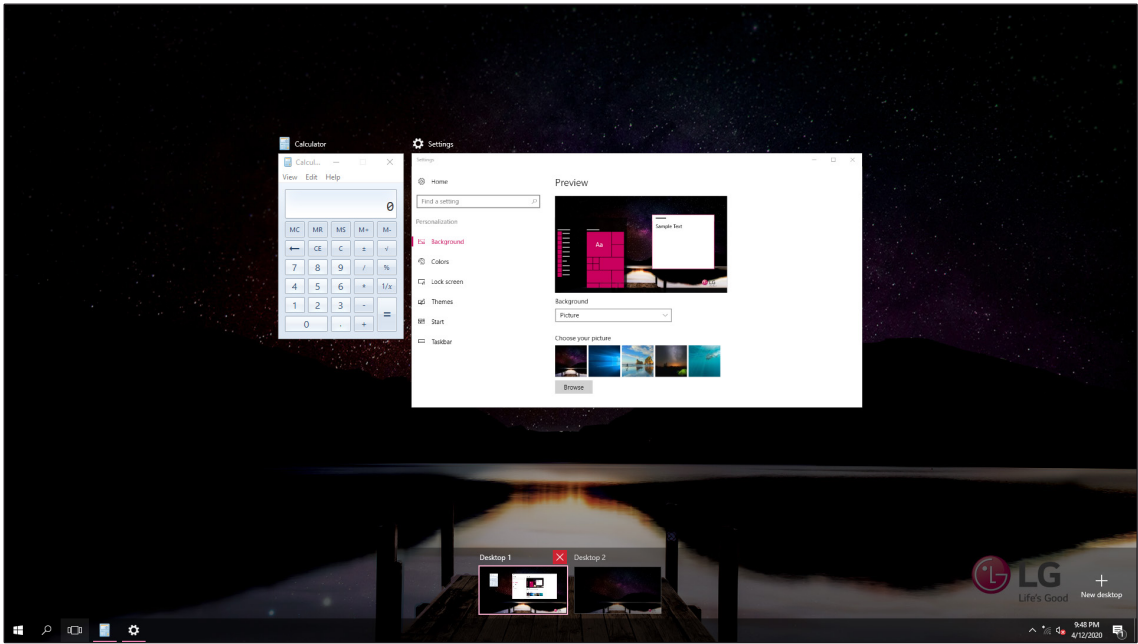 Calculator
Settings
Calcul...
View Edit Help
0
MC MR MS M+ M-
← CE C ± √
7 8 9 / %
4 5 6 * 1/x
1 2 3 - =
0 . +
Settings
Home
Find a setting
Personalization
Background
Colors
Lock screen
Themes
Start
Taskbar
Preview
Sample Text
Aa
LG
Background
Picture
Choose your picture
Browse
Desktop 1
Desktop 2
LG
Life's Good
New desktop
9:48 PM
4/12/2020
1